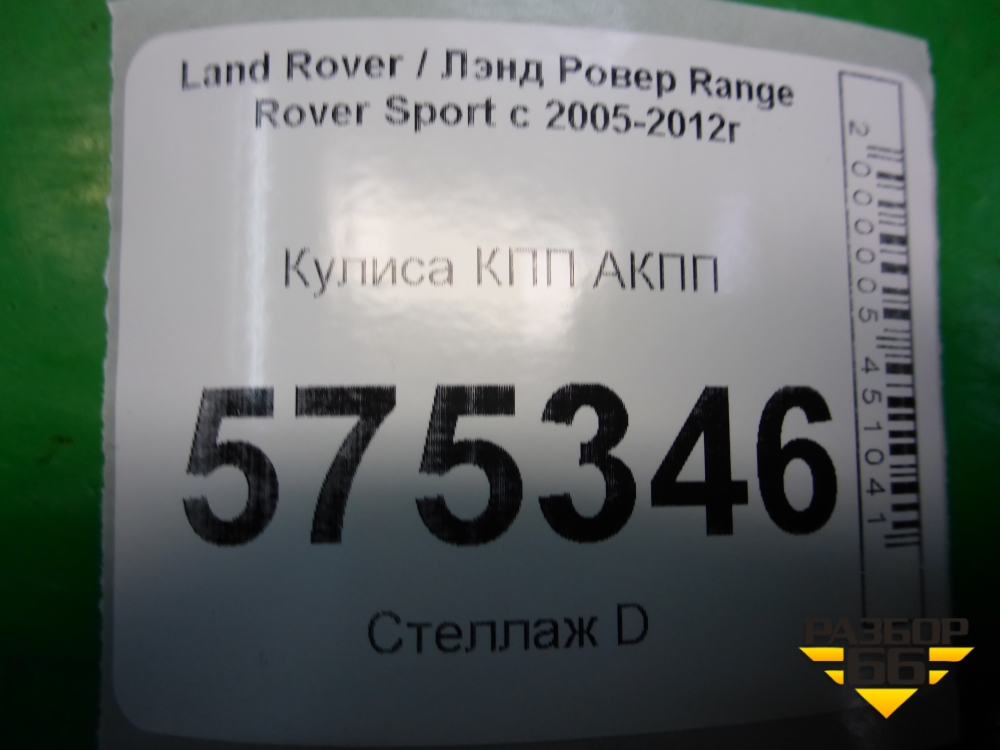 Land Rover / Лэнд Ровер Range
Rover Sport с 2005-2012г
Кулиса КПП АКПП
575346
Стеллаж D
2000005451041
РАЗБОР
66